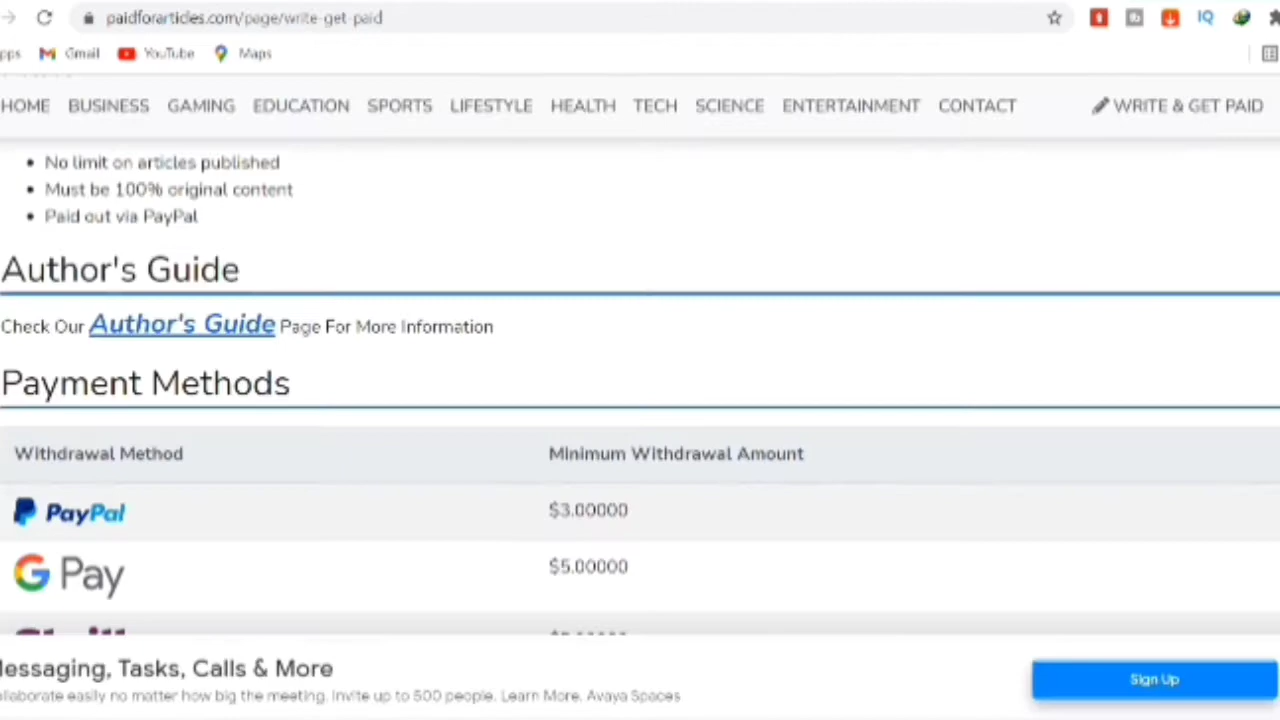 paidforarticles.com/page/write-get-paid
Gmail YouTube Maps
HOME BUSINESS GAMING EDUCATION SPORTS LIFESTYLE HEALTH TECH SCIENCE ENTERTAINMENT CONTACT WRITE & GET PAID
No limit on articles published
Must be 100% original content
Paid out via PayPal
Author's Guide
Check Our Author's Guide Page For More Information
Payment Methods
Withdrawal Method Minimum Withdrawal Amount
PayPal $3.00000
G Pay $5.00000
essaging, Tasks, Calls & More
Sign Up
llaborate easily no matter how big the meeting. Invite up to 500 people. Learn More. Avaya Spaces